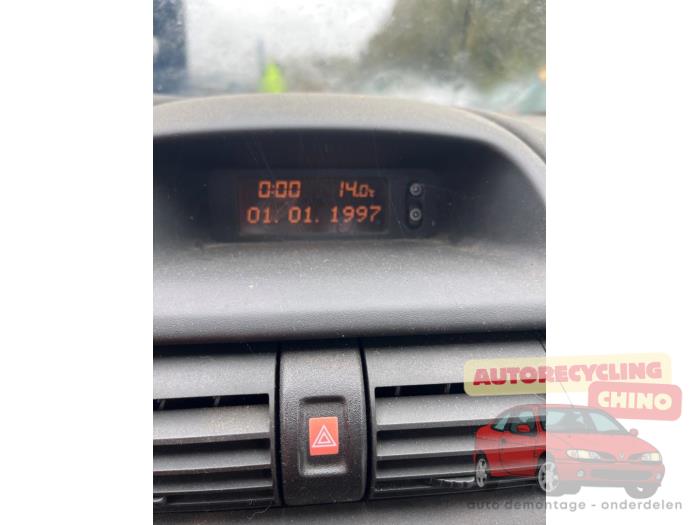 0:00 14.0°c
01. 01. 1997
AUTORECYCLING
CHINO
auto demontage - onderdelen